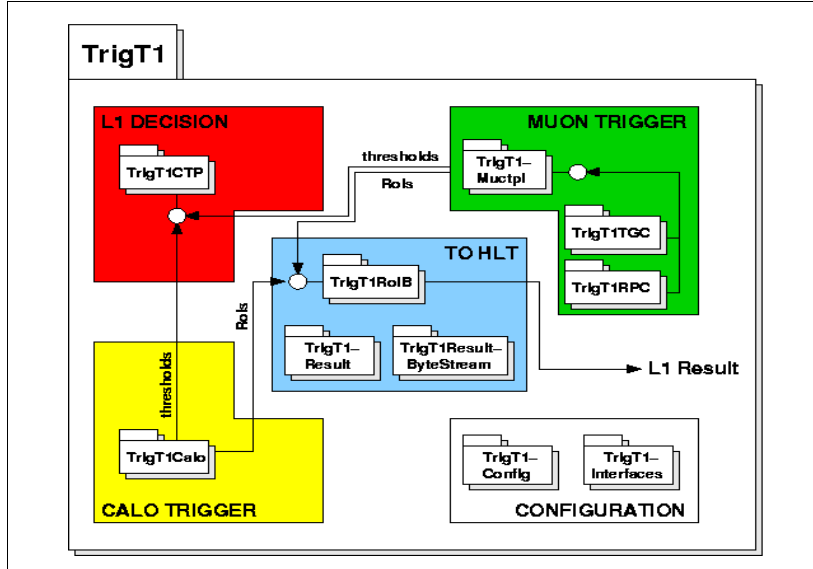 TrigT1
L1 DECISION
TrigT1CTP
MUON TRIGGER
TrigT1–
Muctpi
thresholds
RoIs
TrigT1TGC
TrigT1RPC
TO HLT
TrigT1RoIB
TrigT1–
Result
TrigT1Result–
ByteStream
RoIs
thresholds
L1 Result
TrigT1Calo
CALO TRIGGER
TrigT1–
Config
TrigT1–
Interfaces
CONFIGURATION